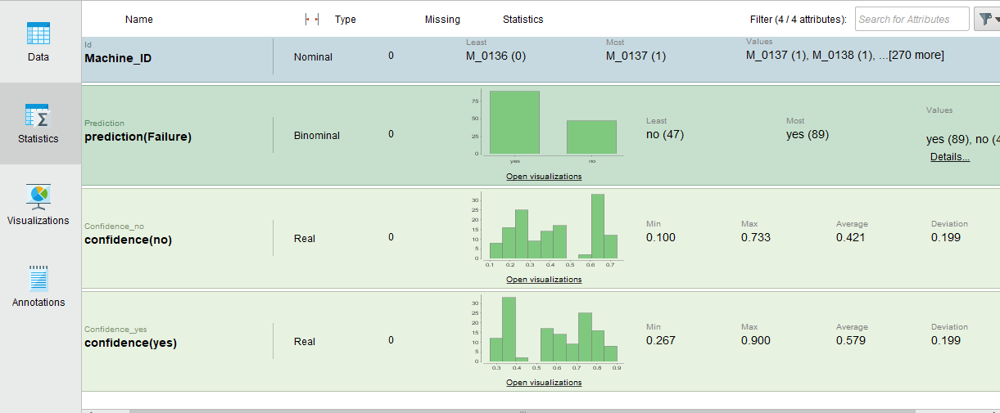 Name Type Missing Statistics Filter (4 / 4 attributes): Search for Attributes
Data
Statistics
Visualizations
Annotations
Id
Machine_ID
Nominal
0
Least
M_0136 (0)
Most
M_0137 (1)
Values
M_0137 (1), M_0138 (1), ...[270 more]
Prediction
prediction(Failure)
Binominal
0
75
50
25
0
yes no
Open visualizations
Least
no (47)
Most
yes (89)
Values
yes (89), no (4
Details...
Confidence_no
confidence(no)
Real
0
30
25
20
15
10
5
0
0.1 0.2 0.3 0.4 0.5 0.6 0.7
Open visualizations
Min
0.100
Max
0.733
Average
0.421
Deviation
0.199
Confidence_yes
confidence(yes)
Real
0
30
25
20
15
10
5
0
0.3 0.4 0.5 0.6 0.7 0.8 0.9
Open visualizations
Min
0.267
Max
0.900
Average
0.579
Deviation
0.199